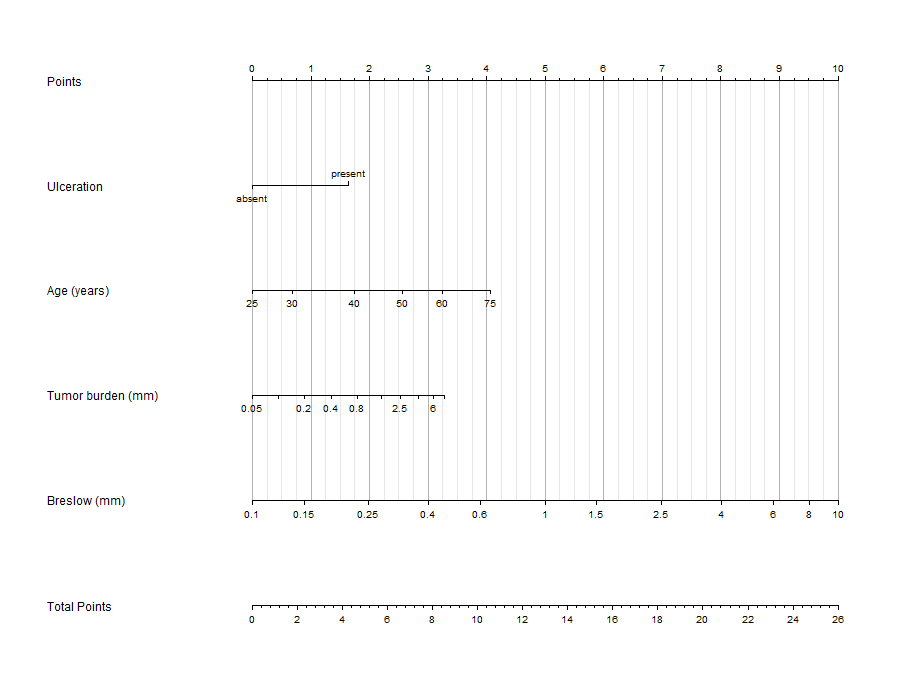 0 1 2 3 4 5 6 7 8 9 10
Points
present
Ulceration
absent
Age (years)
25 30 40 50 60 75
Tumor burden (mm)
0.05 0.2 0.4 0.8 2.5 6
Breslow (mm)
0.1 0.15 0.25 0.4 0.6 1 1.5 2.5 4 6 8 10
Total Points
0 2 4 6 8 10 12 14 16 18 20 22 24 26